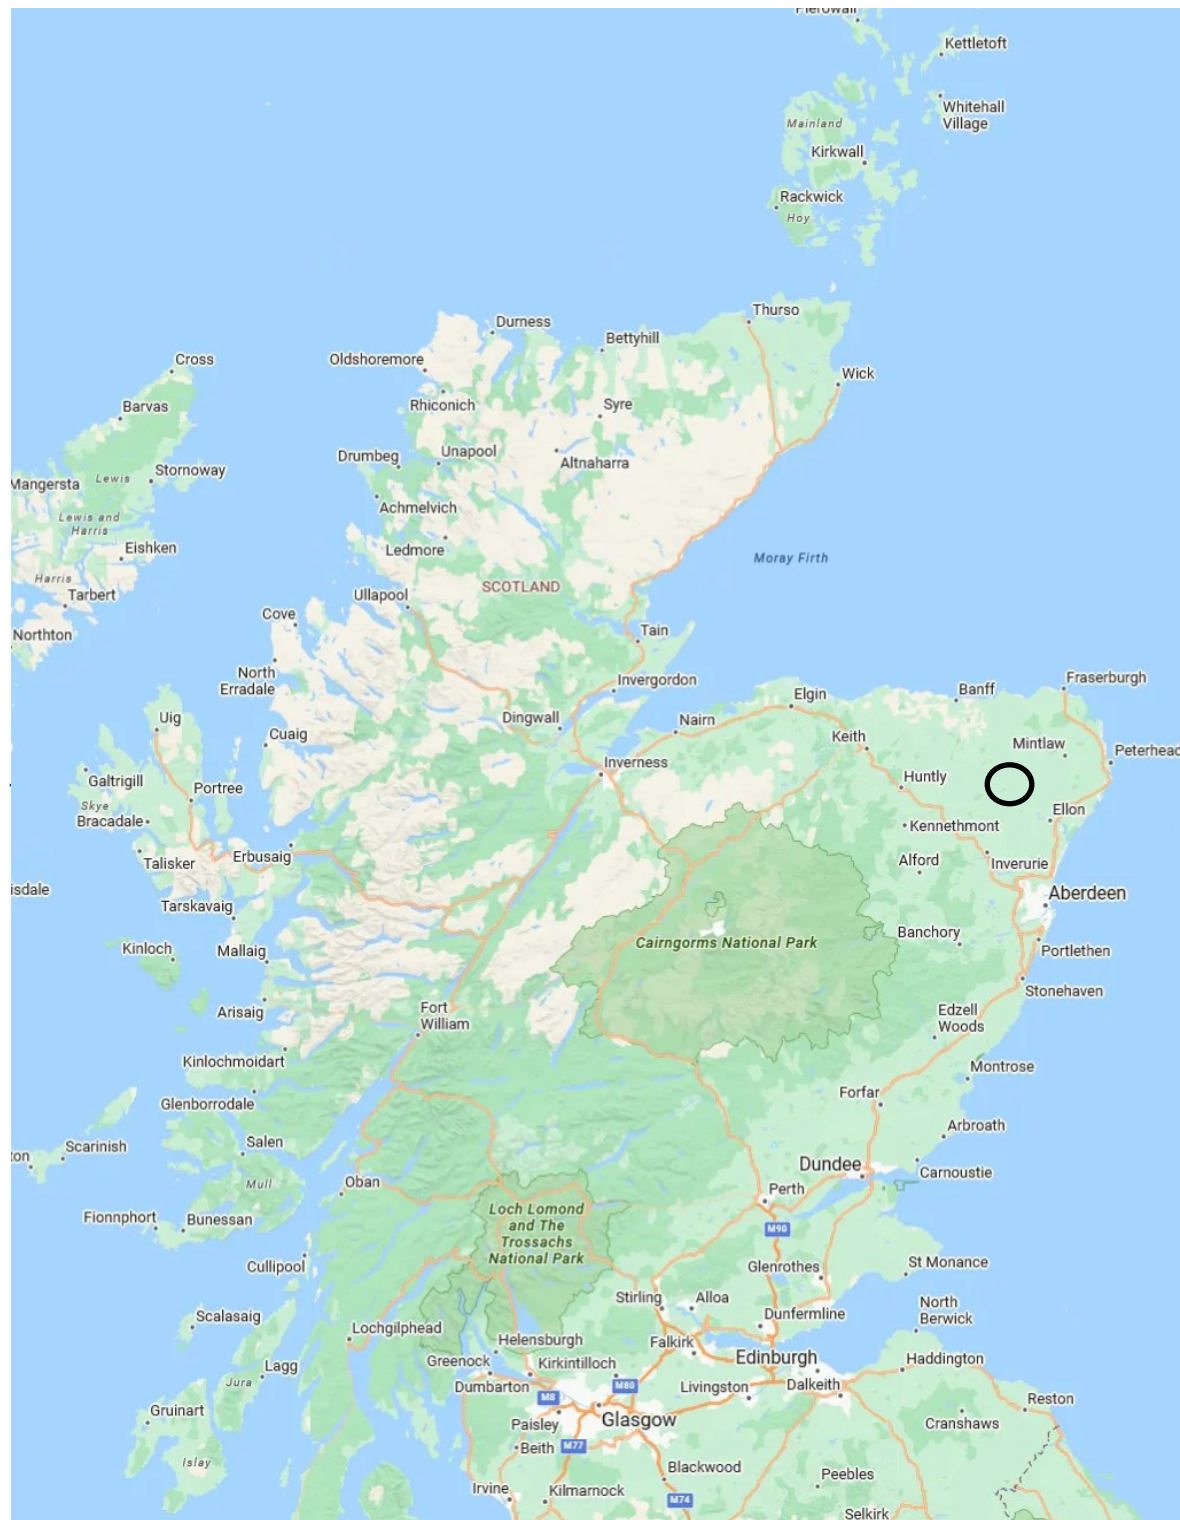 Pierowall
Kettletoft
Whitehall
Village
Mainland
Kirkwall
Rackwick
Hoy
Thurso
Durness
Bettyhill
Cross
Oldshoremore
Wick
Barvas
Rhiconich
Syre
Drumbeg
Unapool
Altnaharra
Stornoway
Lewis
Mangersta
Achmelvich
Lewis and
Harris
Eishken
Ledmore
Moray Firth
Harris
SCOTLAND
Tarbert
Ullapool
Cove
Northton
Tain
North
Erradale
Invergordon
Fraserburgh
Elgin
Banff
Uig
Dingwall
Nairn
Cuaig
Keith
Mintlaw
Peterhead
Inverness
Huntly
Galtrigill
Portree
Skye
Bracadale
Ellon
Kennethmont
Talisker
Erbusaig
Alford
Inverurie
isdale
Aberdeen
Tarskavaig
Banchory
Cairngorms National Park
Kinloch
Mallaig
Portlethen
Stonehaven
Arisaig
Fort
William
Edzell
Woods
Kinlochmoidart
Montrose
Forfar
Glenborrodale
Arbroath
Salen
Scarinish
ton
Dundee
Carnoustie
Mull
Oban
Perth
Loch Lomond
and The
Trossachs
National Park
Fionnphort
Bunessan
M90
Cullipool
Glenrothes
St Monance
Stirling
Alloa
North
Berwick
Scalasaig
Dunfermline
Lochgilphead
Helensburgh
Falkirk
Edinburgh
Haddington
Greenock
Kirkintilloch
Lagg
Jura
Dumbarton
M8
M80
Livingston
Dalkeith
Reston
Gruinart
Paisley
Glasgow
Cranshaws
Beith
M77
Islay
Blackwood
Peebles
Irvine
Kilmarnock
M74
Selkirk